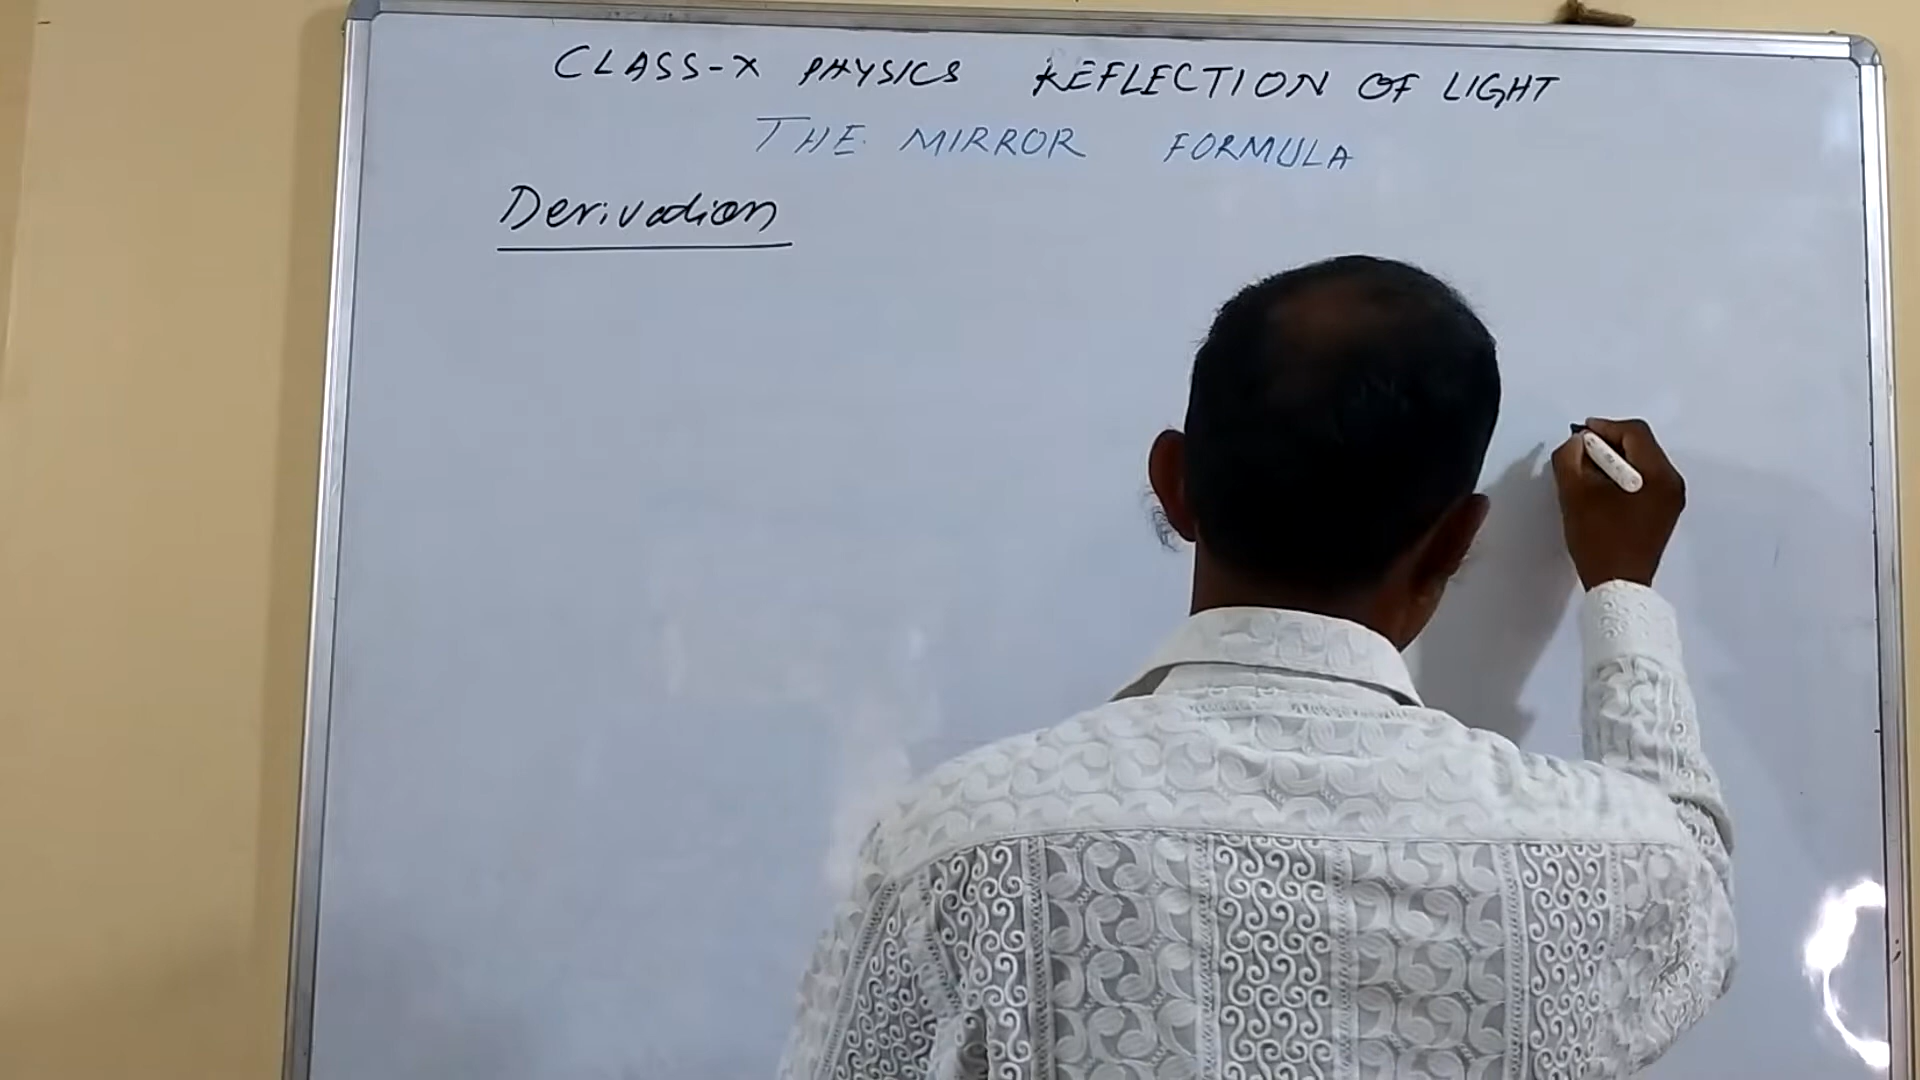 CLASS-X PHYSICS REFLECTION OF LIGHT
THE MIRROR FORMULA
Derivation